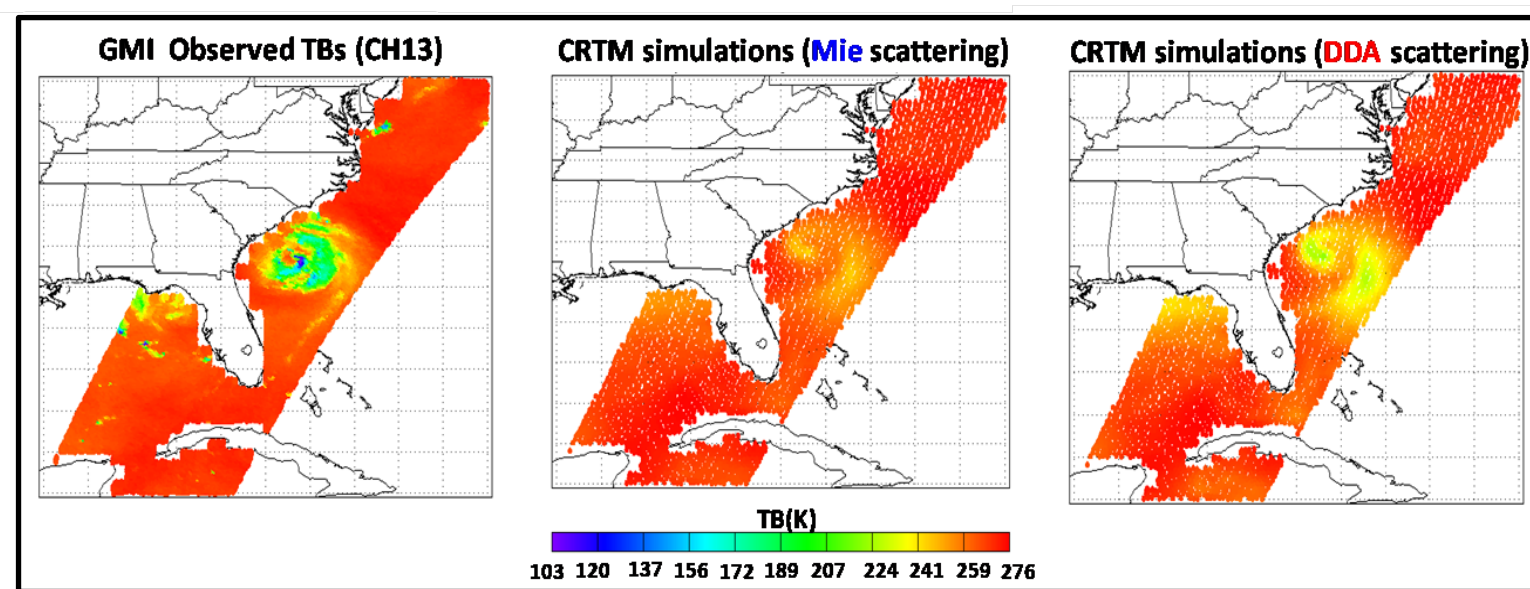 GMI  Observed TBs (CH13)
CRTM simulations (Mie scattering)
CRTM simulations (DDA scattering)
TB(K)
103 120 137 156 172 189 207 224 241 259 276